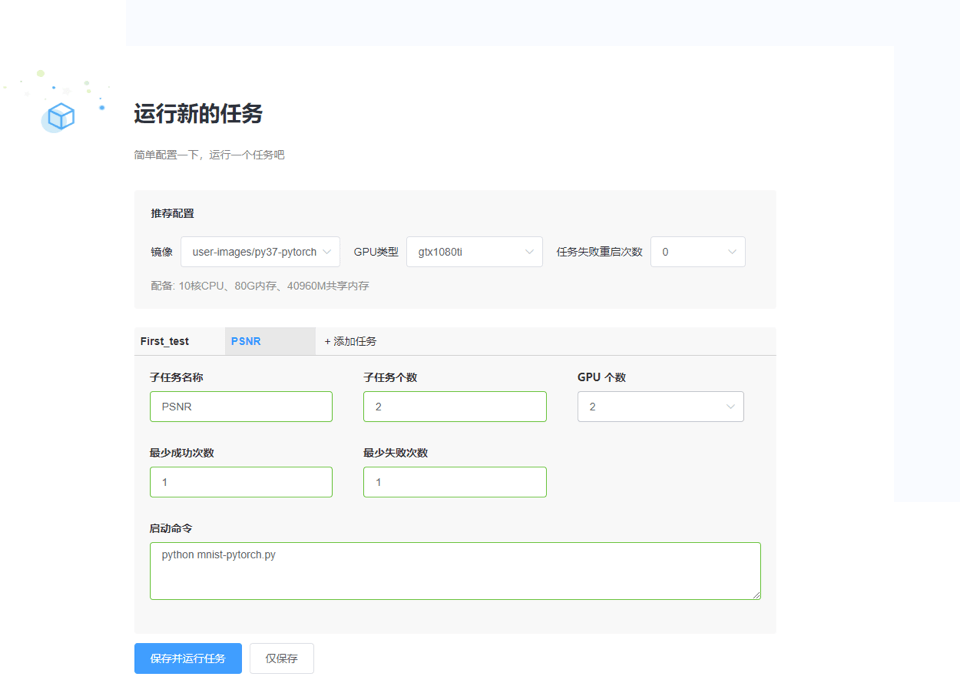 运行新的任务
简单配置一下，运行一个任务吧
推荐配置
镜像 user-images/py37-pytorch GPU类型 gtx1080ti 任务失败重启次数 0
配备: 10核CPU、80G内存、40960M共享内存
First_test PSNR + 添加任务
子任务名称 子任务个数 GPU 个数
PSNR 2 2
最少成功次数 最少失败次数
1 1
启动命令
python mnist-pytorch.py
保存并运行任务 仅保存